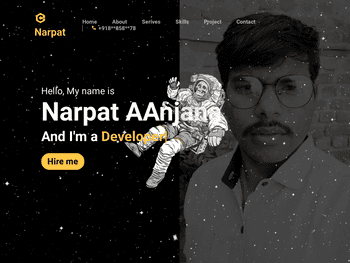 Home About Serives Skills Project Contact
+918**858**78
Narpat
Hello, My name is
Narpat AAnjana
And I'm a Developer!
Hire me